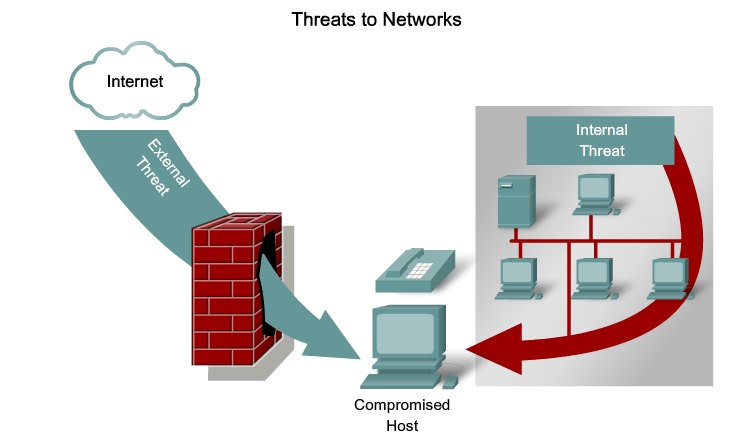 Threats to Networks
Internet
External
Threat
Internal
Threat
Compromised
Host